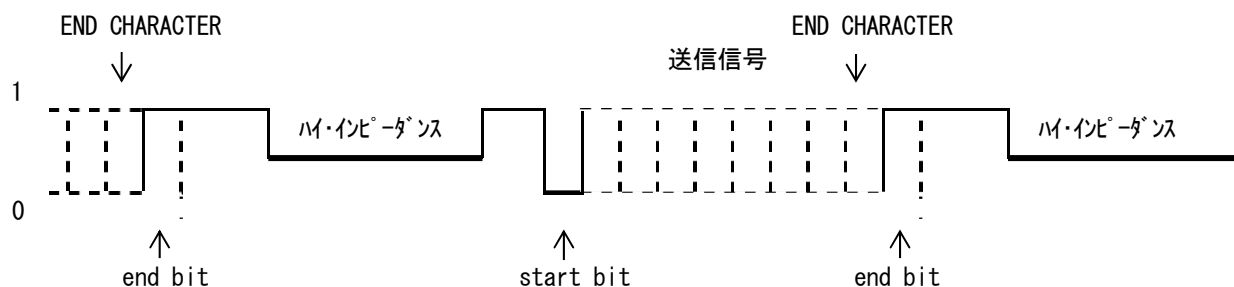 END CHARACTER
END CHARACTER
送信信号
1
ﾊｲ･ｲﾝﾋﾟｰﾀﾞﾝｽ
ﾊｲ･ｲﾝﾋﾟｰﾀﾞﾝｽ
0
end bit
start bit
end bit